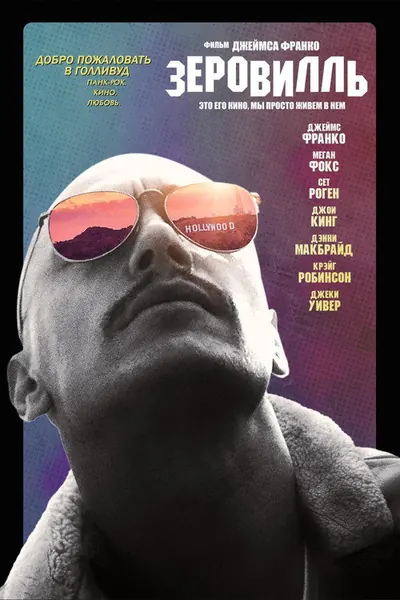 ДОБРО ПОЖАЛОВАТЬ
В ГОЛЛИВУД
ПАНК-РОК.
КИНО.
ЛЮБОВЬ.
ФИЛЬМ ДЖЕЙМСА ФРАНКО
ЗЕРОВИЛЛЬ
ЭТО ЕГО КИНО, МЫ ПРОСТО ЖИВЕМ В НЕМ
ДЖЕЙМС
ФРАНКО
МЕГАН
ФОКС
СЕТ
РОГЕН
ДЖОИ
КИНГ
ДЭННИ
МАКБРАЙД
КРЭЙГ
РОБИНСОН
ДЖЕКИ
УИВЕР
HOLLYWOOD